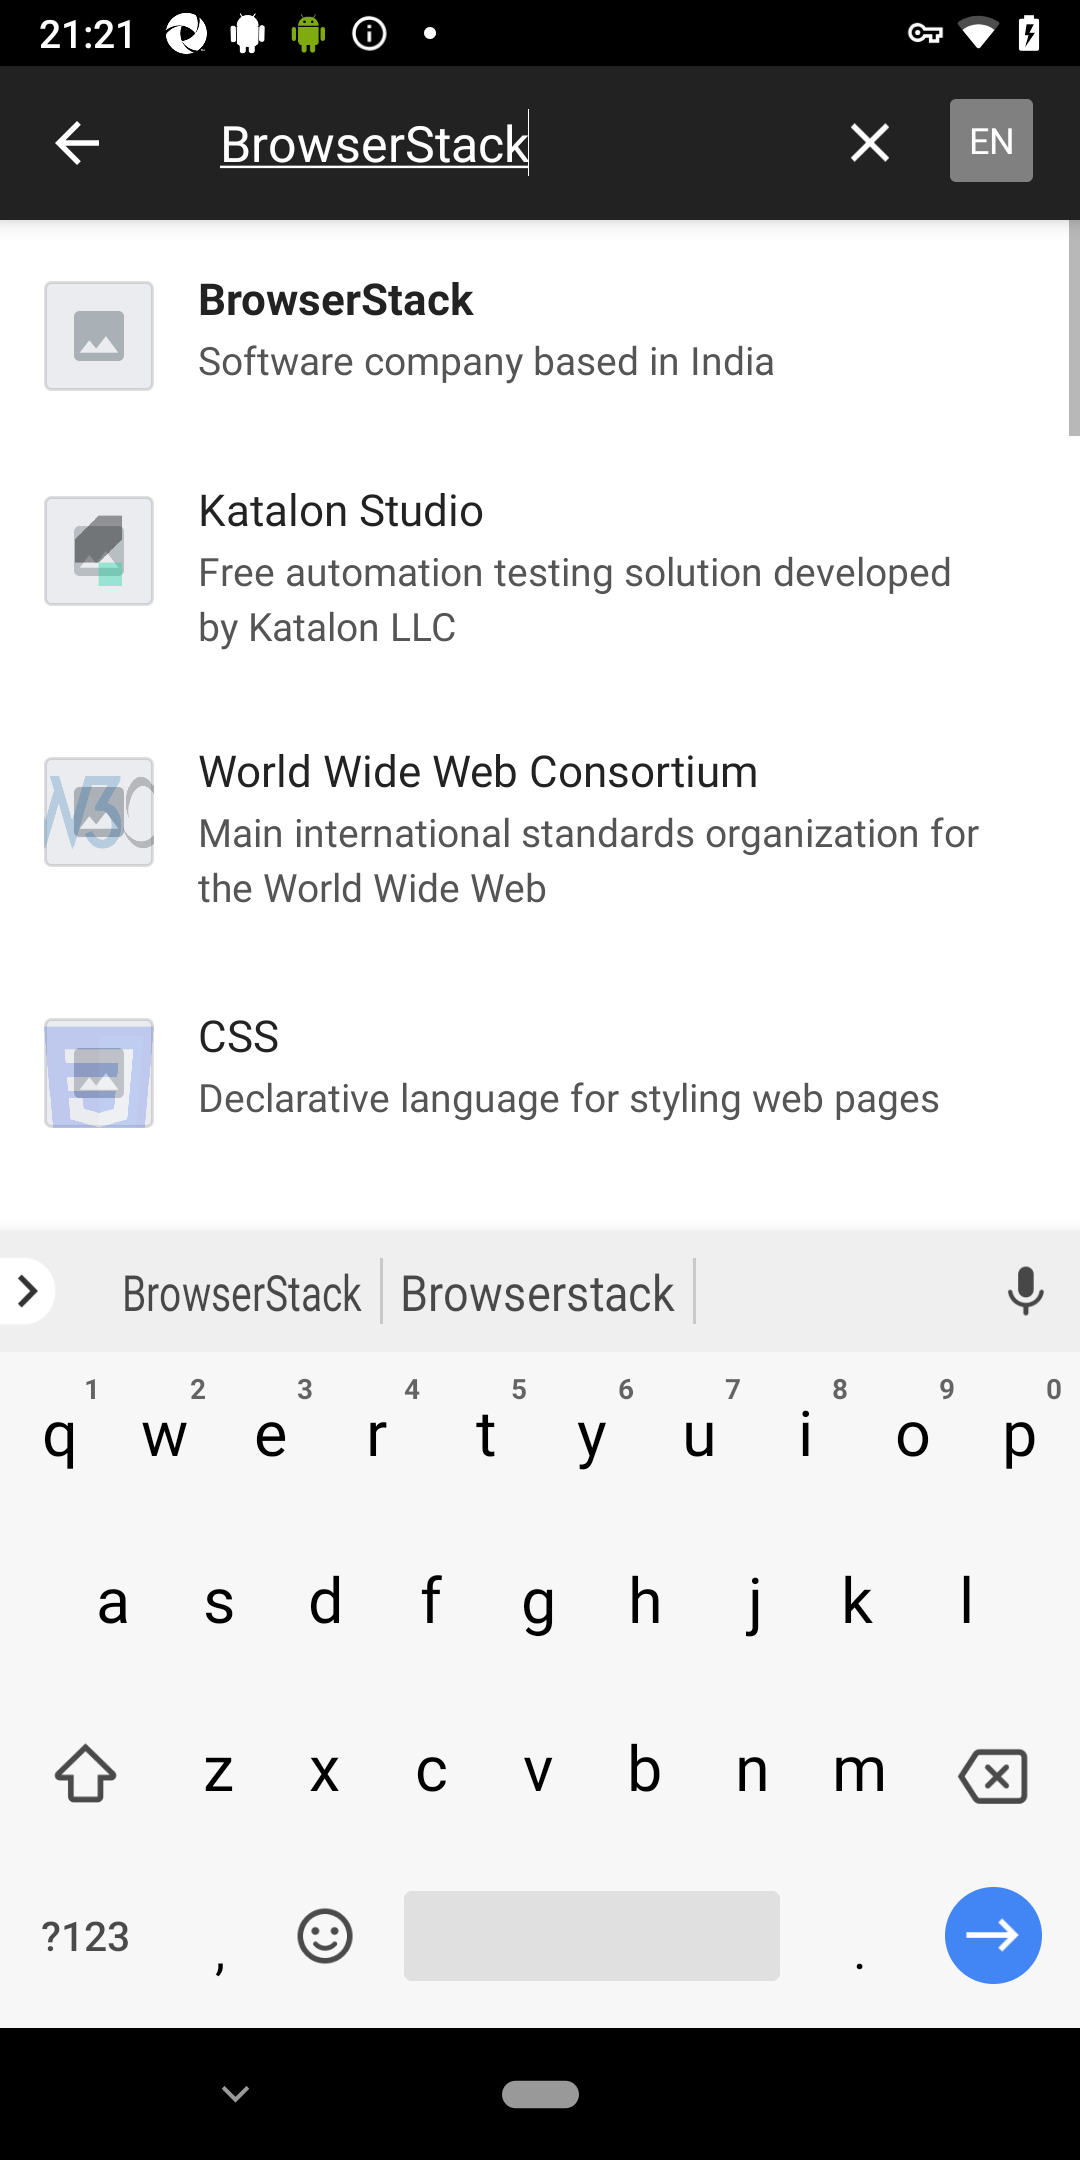 21:21
BrowserStack
EN
BrowserStack
Software company based in India
Katalon Studio
Free automation testing solution developed
by Katalon LLC
World Wide Web Consortium
Main international standards organization for
the World Wide Web
CSS
Declarative language for styling web pages
BrowserStack Browserstack
1 2 3 4 5 6 7 8 9 0
q w e r t y u i o p
a s d f g h j k l
z x c v b n m
?123 , .